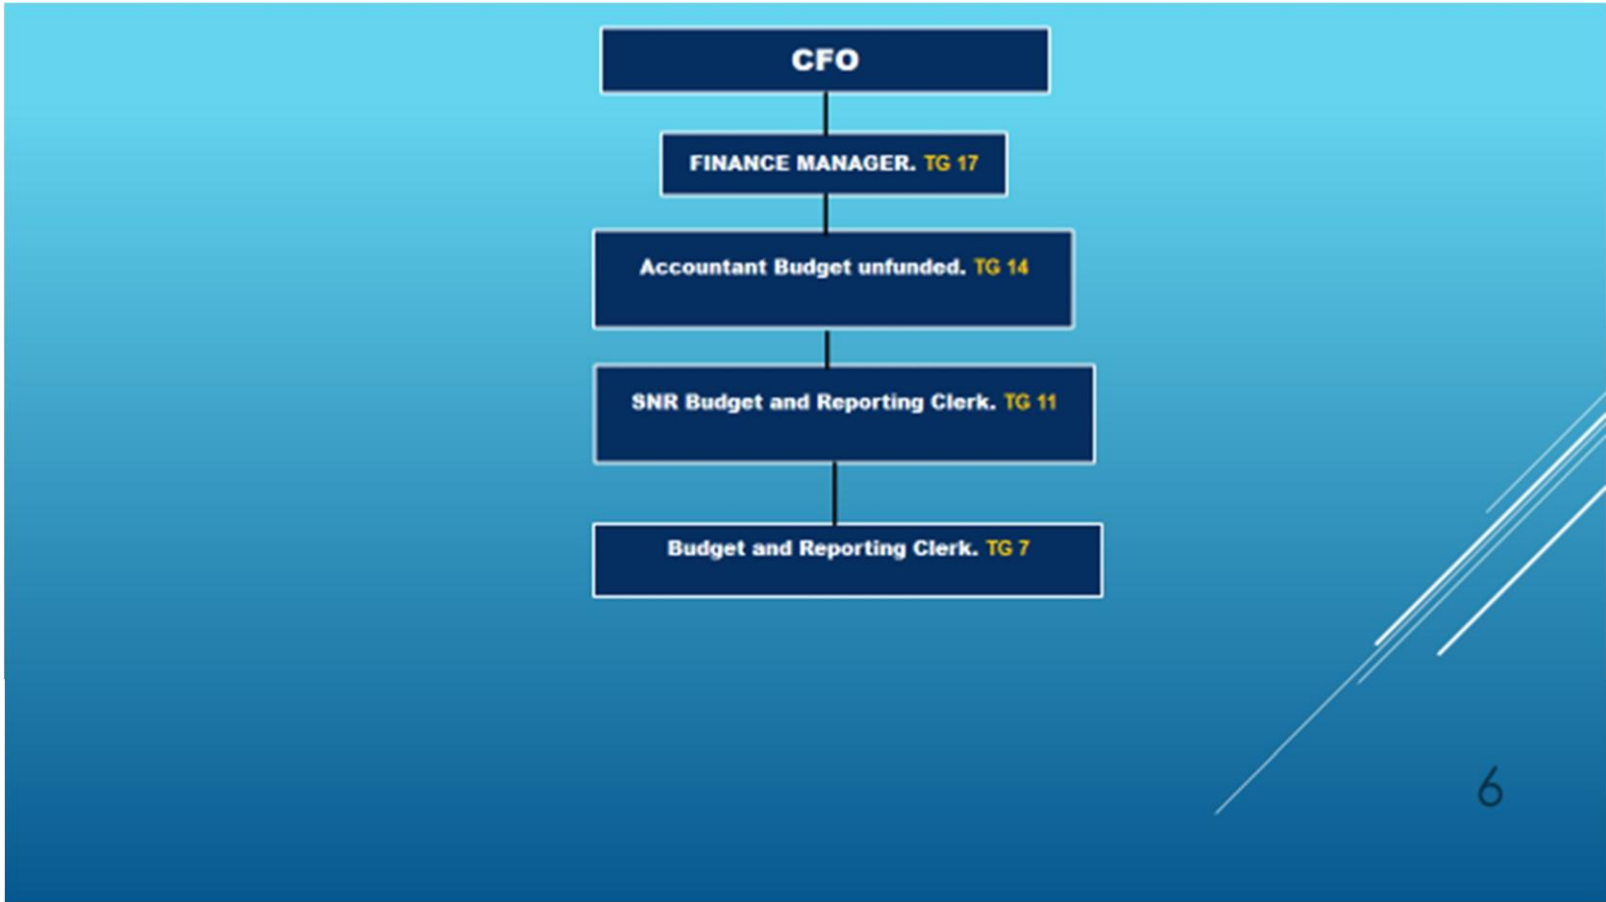 CFO
FINANCE MANAGER. TG 17
Accountant Budget unfunded. TG 14
SNR Budget and Reporting Clerk. TG 11
Budget and Reporting Clerk. TG 7
6